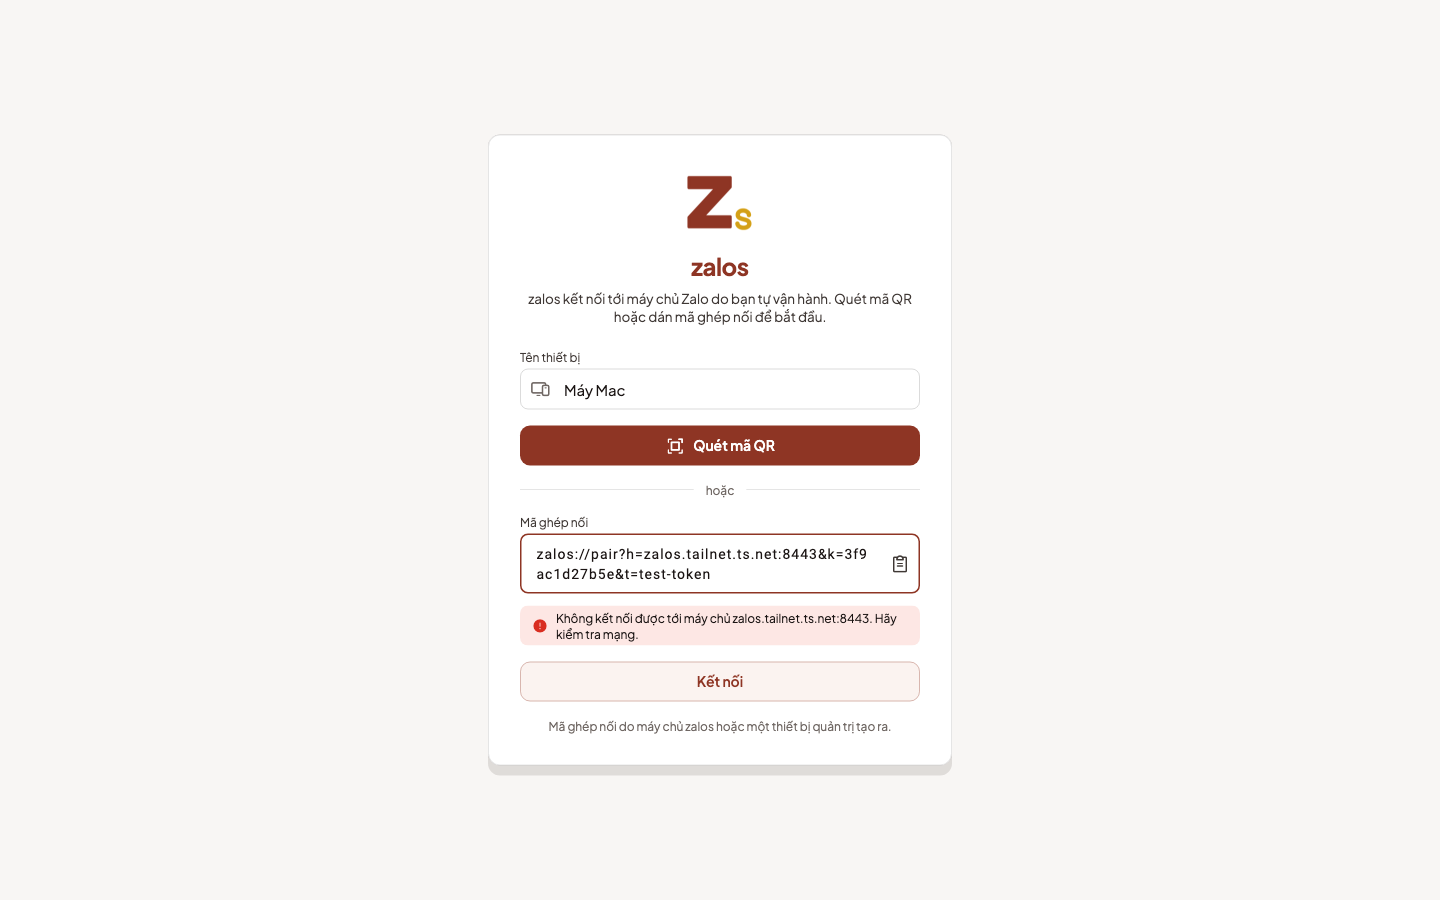 Zs
zalos
zalos kết nối tới máy chủ Zalo do bạn tự vận hành. Quét mã QR
hoặc dán mã ghép nối để bắt đầu.
Tên thiết bị
Máy Mac
Quét mã QR
hoặc
Mã ghép nối
zalos://pair?h=zalos.tailnet.ts.net:8443&k=3f9
ac1d27b5e&t=test-token
Không kết nối được tới máy chủ zalos.tailnet.ts.net:8443. Hãy
kiểm tra mạng.
Kết nối
Mã ghép nối do máy chủ zalos hoặc một thiết bị quản trị tạo ra.